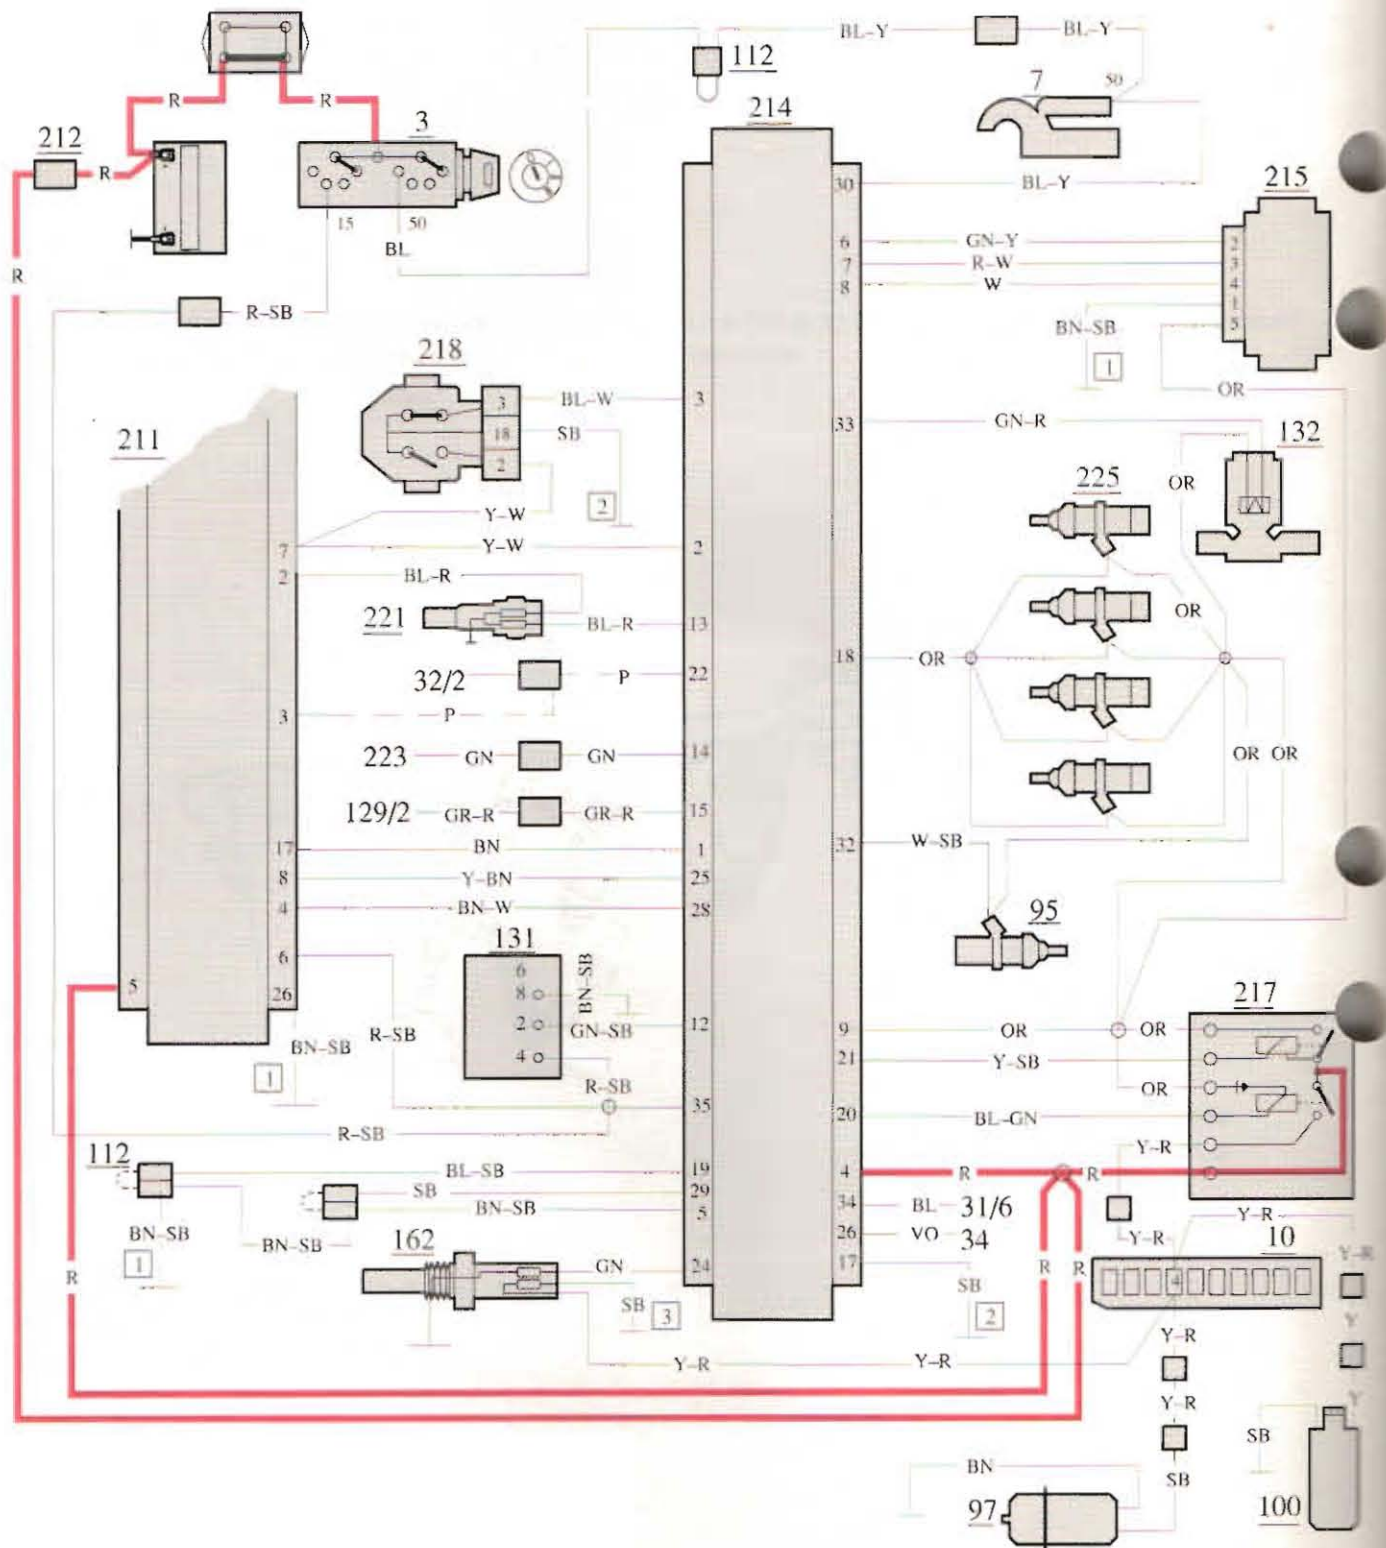 BL–Y BL–Y
112
7 50
R R
3
214
212
R
30 BL–Y
215
15 50
BL
6 GN–Y 2
7 R–W 3
8 W 4
1
BN–SB 5
R
R–SB
1
OR
218
3 BL–W 3
18 SB
2
33 GN–R
132
211
225
OR
2
Y–W
7 Y–W 2
2 BL–R
OR
221
BL–R 13
18 OR
32/2 P 22
3 P
223 GN GN 14
OR OR
129/2 GR–R GR–R 15
17 BN 1
32 W–SB
8 Y–BN 25
4 BN–W 28
131
95
6 6 BN–SB
8
5 26
217
2 GN–SB 12
9 OR OR
R–SB
BN–SB
4
21 Y–SB
1
R–SB
OR
35
20 BL–GN
R–SB
Y–R
112
BL–SB 19
4 R R
SB 29
34 BL 31/6
BN–SB 5
Y–R
BN–SB BN–SB
26 VO 34
Y–R 10
162
1
GN 24
17
R
R R
4
Y–R
SB 3
SB 2
Y–R Y–R
Y–R
Y
Y–R
Y
SB
BN
SB
97
100